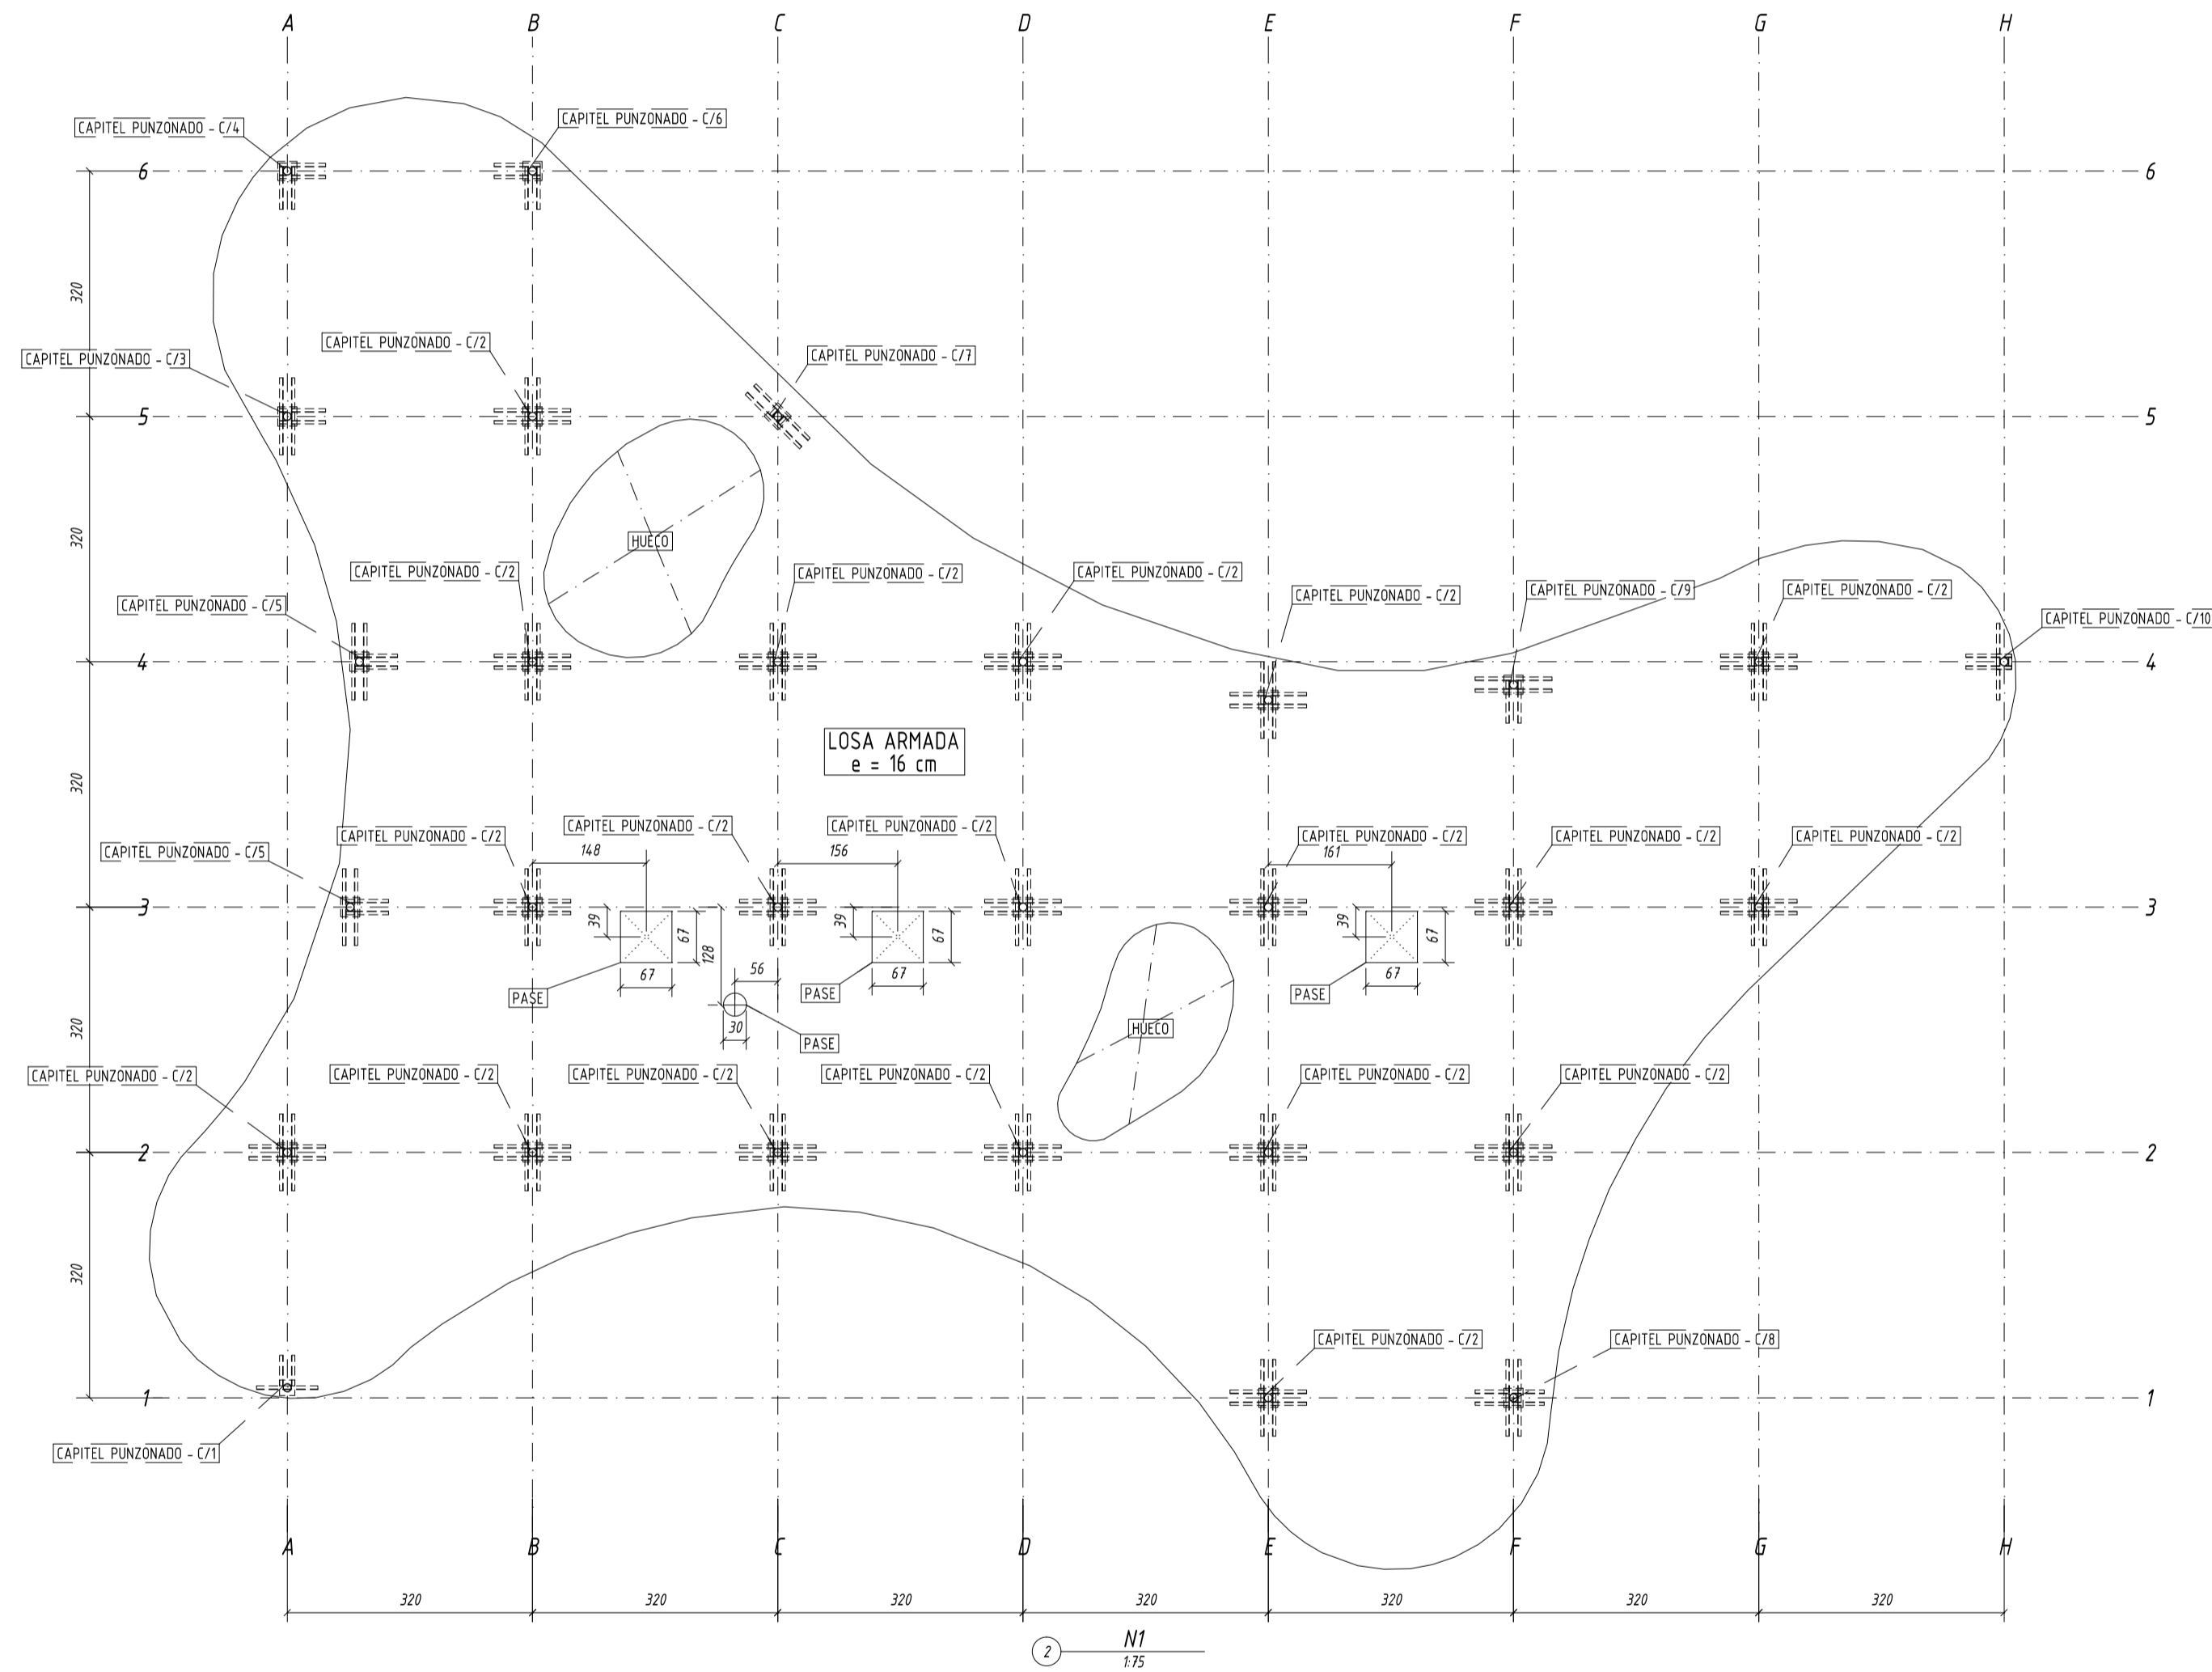 A B C D E F G H
CAPITEL PUNZONADO - C/6
CAPITEL PUNZONADO - C/4
6 6
320
CAPITEL PUNZONADO - C/2
CAPITEL PUNZONADO - C/7
CAPITEL PUNZONADO - C/3
5 5
320
HUECO
CAPITEL PUNZONADO - C/2
CAPITEL PUNZONADO - C/2
CAPITEL PUNZONADO - C/2
CAPITEL PUNZONADO - C/2
CAPITEL PUNZONADO - C/9
CAPITEL PUNZONADO - C/2
CAPITEL PUNZONADO - C/5
CAPITEL PUNZONADO - C/10
4 4
LOSA ARMADA
e = 16 cm
320
CAPITEL PUNZONADO - C/2
CAPITEL PUNZONADO - C/2
CAPITEL PUNZONADO - C/2
CAPITEL PUNZONADO - C/2
CAPITEL PUNZONADO - C/2
CAPITEL PUNZONADO - C/2
CAPITEL PUNZONADO - C/5
148 156 161
3 3
39 67 128 39 67 39 67
67 56 67 67
PASE PASE PASE
320
30
PASE
HUECO
CAPITEL PUNZONADO - C/2
CAPITEL PUNZONADO - C/2
CAPITEL PUNZONADO - C/2
CAPITEL PUNZONADO - C/2
CAPITEL PUNZONADO - C/2
CAPITEL PUNZONADO - C/2
2 2
320
CAPITEL PUNZONADO - C/2
CAPITEL PUNZONADO - C/8
1 1
CAPITEL PUNZONADO - C/1
A B C D E F G H
320 320 320 320 320 320 320
2
N1
1:75